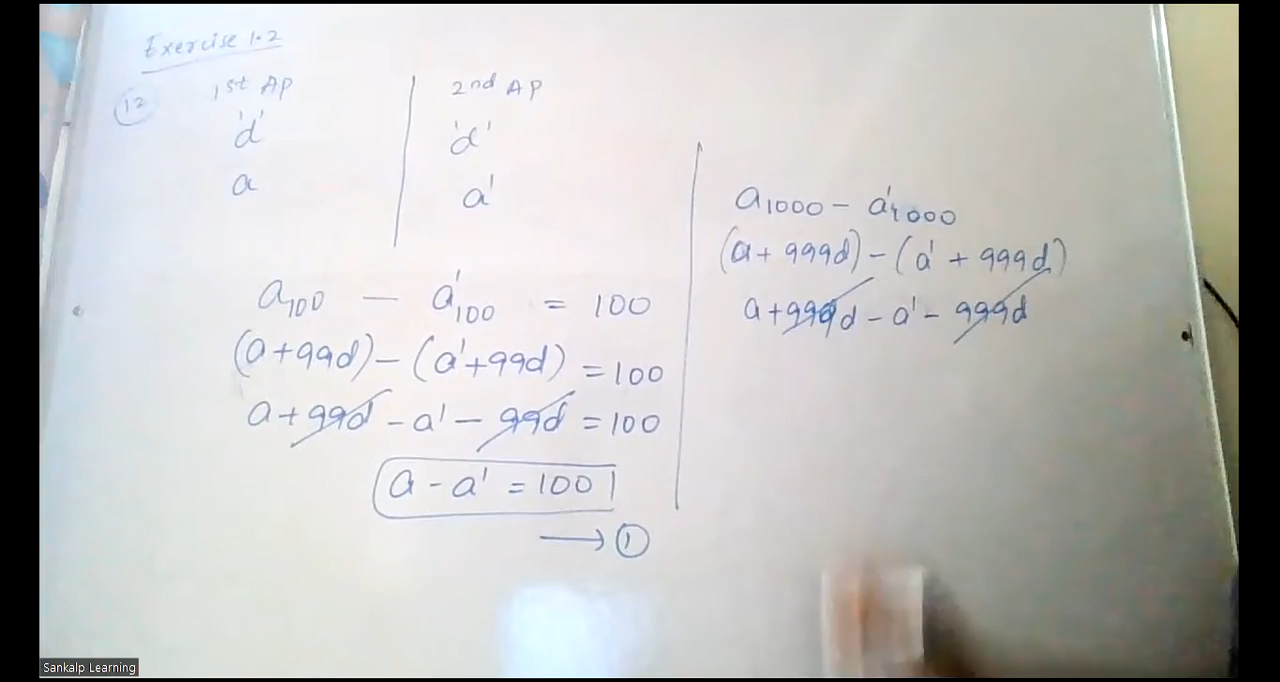 Exercise 1.2
12
1st AP
2nd AP
'd'
'd'
a
a'
a100 - a'100 = 100
(a+99d) - (a'+99d) = 100
a + 99d - a' - 99d = 100
a - a' = 100
→ 1
a1000 - a'1000
(a + 999d) - (a' + 999d)
a + 999d - a' - 999d
Sankalp Learning